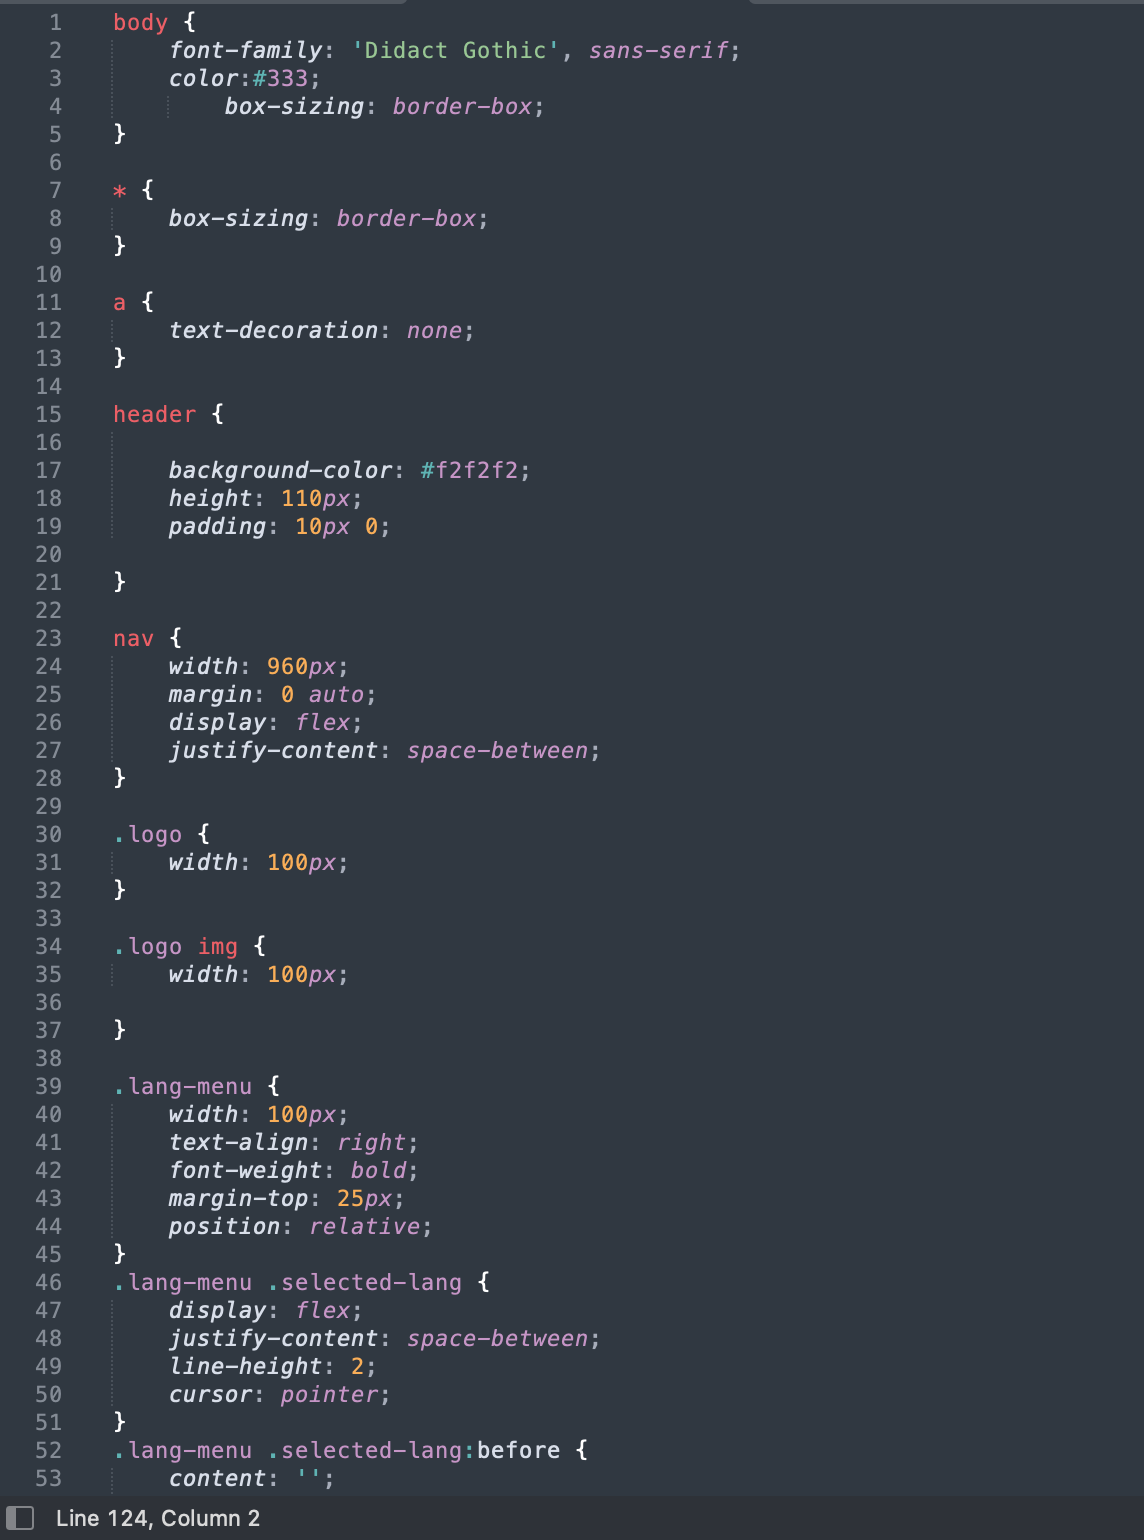 1 body {
2 font-family: 'Didact Gothic', sans-serif;
3 color:#333;
4 box-sizing: border-box;
5 }
6
7 * {
8 box-sizing: border-box;
9 }
10
11 a {
12 text-decoration: none;
13 }
14
15 header {
16
17 background-color: #f2f2f2;
18 height: 110px;
19 padding: 10px 0;
20
21 }
22
23 nav {
24 width: 960px;
25 margin: 0 auto;
26 display: flex;
27 justify-content: space-between;
28 }
29
30 .logo {
31 width: 100px;
32 }
33
34 .logo img {
35 width: 100px;
36
37 }
38
39 .lang-menu {
40 width: 100px;
41 text-align: right;
42 font-weight: bold;
43 margin-top: 25px;
44 position: relative;
45 }
46 .lang-menu .selected-lang {
47 display: flex;
48 justify-content: space-between;
49 line-height: 2;
50 cursor: pointer;
51 }
52 .lang-menu .selected-lang:before {
53 content: '';
Line 124, Column 2